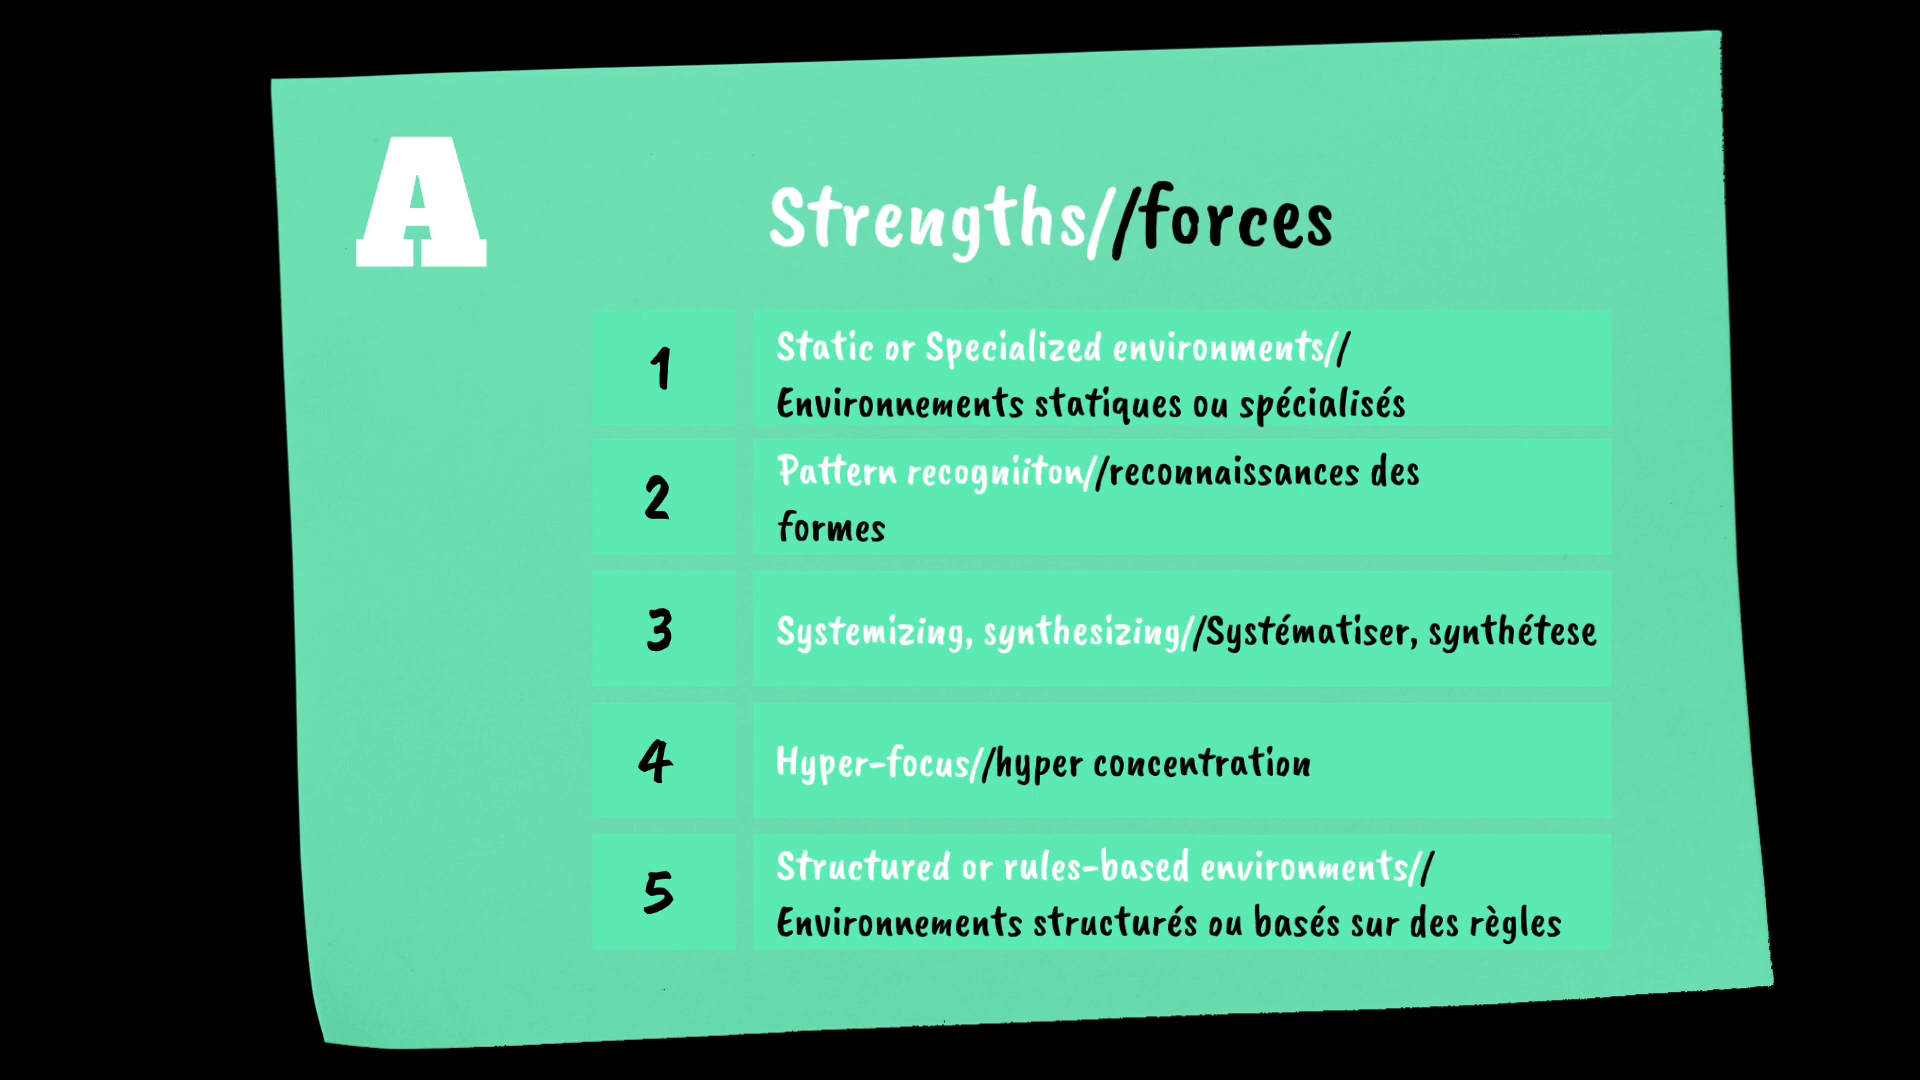 A
Strengths//forces
1
Static or Specialized environments//
Environnements statiques ou spécialisés
2
Pattern recogniiton//reconnaissances des
formes
3
Systemizing, synthesizing//Systématiser, synthétese
4
Hyper-focus//hyper concentration
5
Structured or rules-based environments//
Environnements structurés ou basés sur des règles